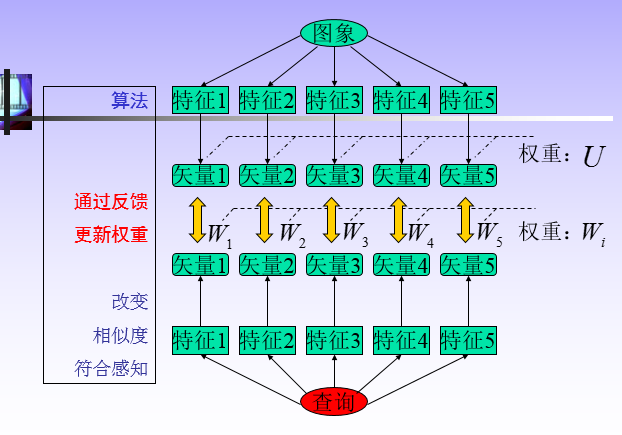 图象
算法
特征1 特征2 特征3 特征4 特征5
权重：U
矢量1 矢量2 矢量3 矢量4 矢量5
通过反馈
更新权重
W1 W2 W3 W4 W5 权重：Wi
矢量1 矢量2 矢量3 矢量4 矢量5
改变
相似度
符合感知
特征1 特征2 特征3 特征4 特征5
查询